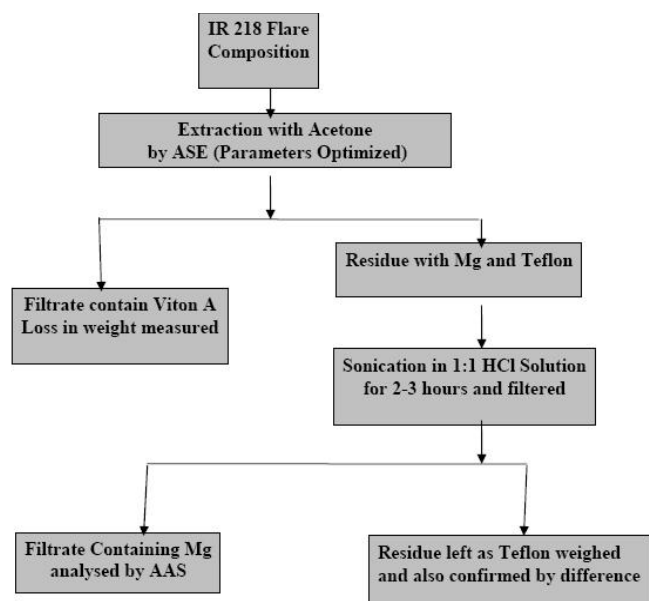 IR 218 Flare
Composition
Extraction with Acetone
by ASE (Parameters Optimized)
Residue with Mg and Teflon
Filtrate contain Viton A
Loss in weight measured
Sonication in 1:1 HCl Solution
for 2-3 hours and filtered
Filtrate Containing Mg
analysed by AAS
Residue left as Teflon weighed
and also confirmed by difference